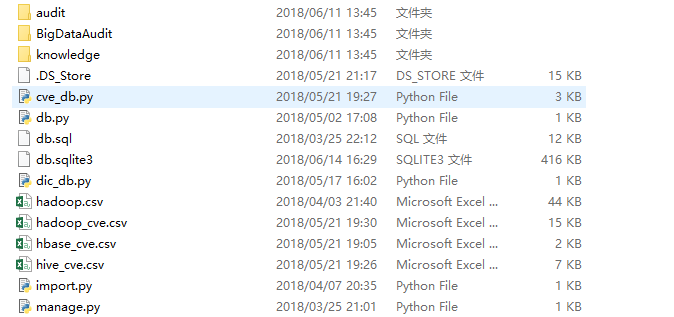 audit 2018/06/11 13:45 文件夹
BigDataAudit 2018/06/11 13:45 文件夹
knowledge 2018/06/11 13:45 文件夹
.DS_Store 2018/05/21 21:17 DS_STORE 文件 15 KB
cve_db.py 2018/05/21 19:27 Python File 3 KB
db.py 2018/05/02 17:08 Python File 1 KB
db.sql 2018/03/25 22:12 SQL 文件 12 KB
db.sqlite3 2018/06/14 16:29 SQLITE3 文件 416 KB
dic_db.py 2018/05/17 16:02 Python File 1 KB
hadoop.csv 2018/04/03 21:40 Microsoft Excel ... 44 KB
hadoop_cve.csv 2018/05/21 19:30 Microsoft Excel ... 15 KB
hbase_cve.csv 2018/05/21 19:05 Microsoft Excel ... 2 KB
hive_cve.csv 2018/05/21 19:26 Microsoft Excel ... 7 KB
import.py 2018/04/07 20:35 Python File 1 KB
manage.py 2018/03/25 21:01 Python File 1 KB